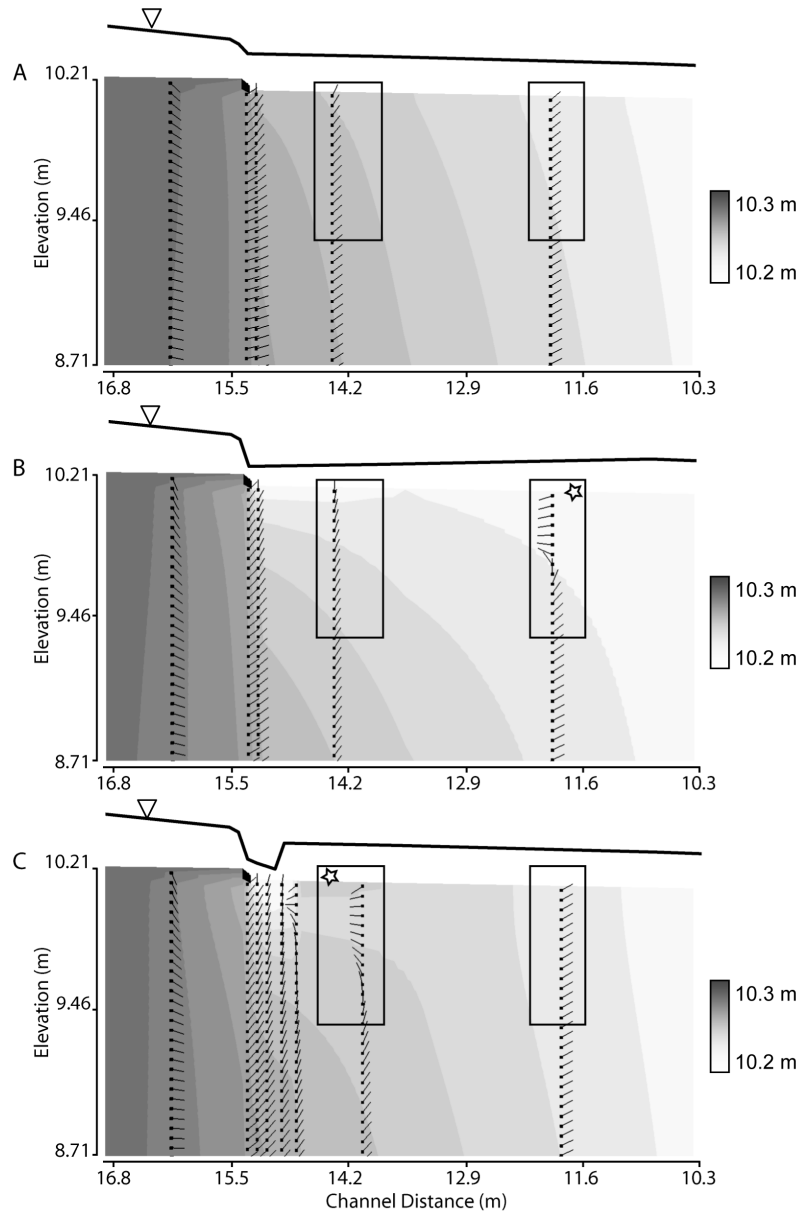 A
10.21
9.46
8.71
Elevation (m)
16.8 15.5 14.2 12.9 11.6 10.3
10.3 m
10.2 m
B
10.21
9.46
8.71
Elevation (m)
16.8 15.5 14.2 12.9 11.6 10.3
10.3 m
10.2 m
C
10.21
9.46
8.71
Elevation (m)
16.8 15.5 14.2 12.9 11.6 10.3
10.3 m
10.2 m
Channel Distance (m)